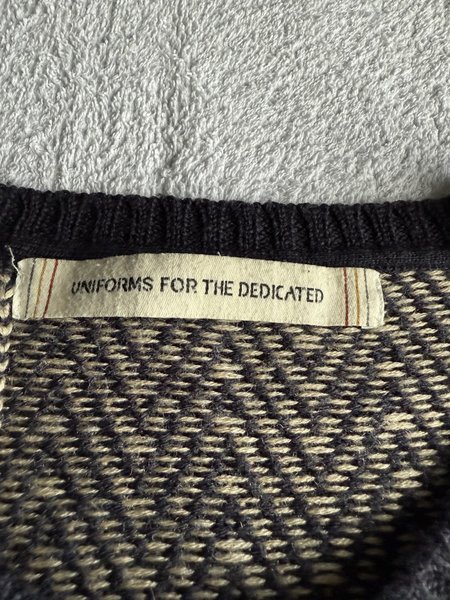 UNIFORMS FOR THE DEDICATED